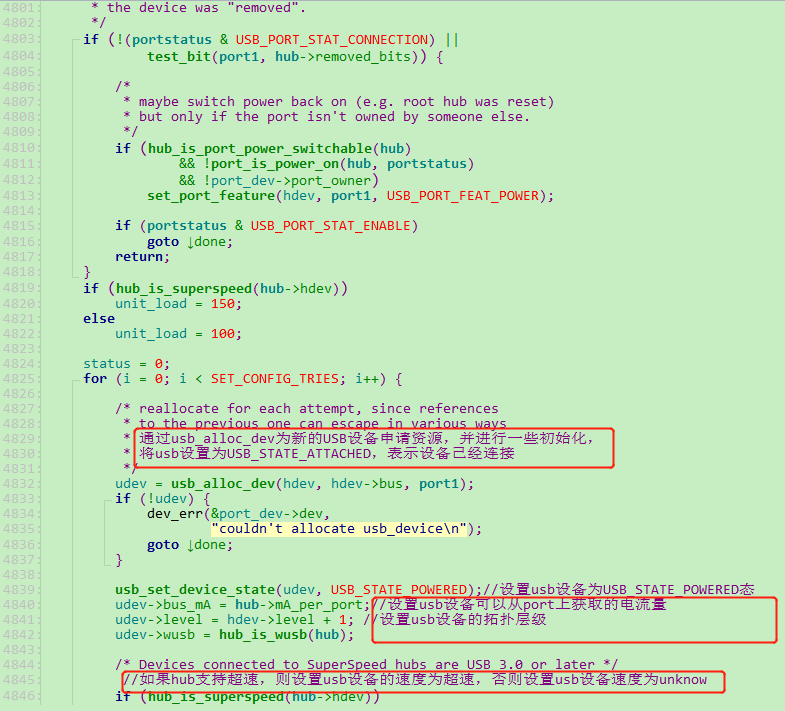 4801: * the device was "removed".
4802: */
4803: if (!(portstatus & USB_PORT_STAT_CONNECTION) ||
4804: test_bit(port1, hub->removed_bits)) {
4805:
4806: /*
4807: * maybe switch power back on (e.g. root hub was reset)
4808: * but only if the port isn't owned by someone else.
4809: */
4810: if (hub_is_port_power_switchable(hub)
4811: && !port_is_power_on(hub, portstatus)
4812: && !port_dev->port_owner)
4813: set_port_feature(hdev, port1, USB_PORT_FEAT_POWER);
4814:
4815: if (portstatus & USB_PORT_STAT_ENABLE)
4816: goto ↓done;
4817: return;
4818: }
4819: if (hub_is_superspeed(hub->hdev))
4820: unit_load = 150;
4821: else
4822: unit_load = 100;
4823:
4824: status = 0;
4825: for (i = 0; i < SET_CONFIG_TRIES; i++) {
4826:
4827: /* reallocate for each attempt, since references
4828: * to the previous one can escape in various ways
4829: * 通过usb_alloc_dev为新的USB设备申请资源，并进行一些初始化，
4830: * 将usb设置为USB_STATE_ATTACHED，表示设备已经连接
4831: */
4832: udev = usb_alloc_dev(hdev, hdev->bus, port1);
4833: if (!udev) {
4834: dev_err(&port_dev->dev,
4835: "couldn't allocate usb_device\n");
4836: goto ↓done;
4837: }
4838:
4839: usb_set_device_state(udev, USB_STATE_POWERED);//设置usb设备为USB_STATE_POWERED态
4840: udev->bus_mA = hub->mA_per_port;//设置usb设备可以从port上获取的电流量
4841: udev->level = hdev->level + 1; //设置usb设备的拓扑层级
4842: udev->wusb = hub_is_wusb(hub);
4843:
4844: /* Devices connected to SuperSpeed hubs are USB 3.0 or later */
4845: //如果hub支持超速，则设置usb设备的速度为超速，否则设置usb设备速度为unknow
4846: if (hub_is_superspeed(hub->hdev))